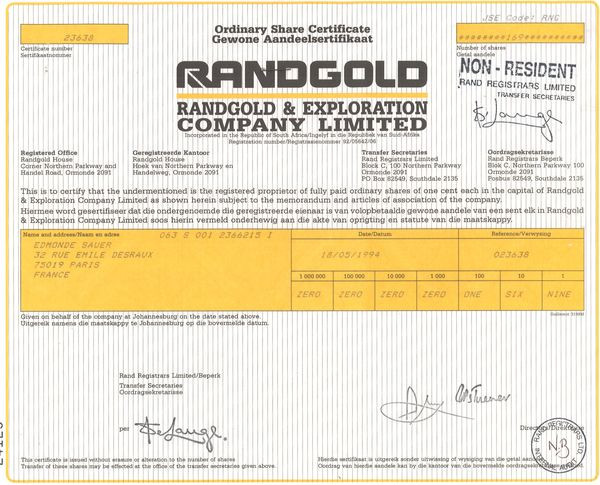 Ordinary Share Certificate
Gewone Aandeelsertifikaat
JSE Code: RNG
23638
########169########
Certificate number
Sertifikaatnommer
Number of shares
Getal aandele
RANDGOLD
NON - RESIDENT
RAND REGISTRARS LIMITED
TRANSFER SECRETARIES
RANDGOLD & EXPLORATION
COMPANY LIMITED
Incorporated in the Republic of South Africa/Ingelyf in die Republiek van Suid-Afrika
Registration number/Registrasienommer 92/05642/06
Registered Office
Randgold House
Corner Northern Parkway and
Handel Road, Ormonde 2091
Geregistreerde Kantoor
Randgold House
Hoek van Northern Parkway en
Handelweg, Ormonde 2091
Transfer Secretaries
Rand Registrars Limited
Block C, 100 Northern Parkway
Ormonde 2091
PO Box 82549, Southdale 2135
Oordragsekretarisse
Rand Registrars Beperk
Blok C, Northern Parkway 100
Ormonde 2091
Posbus 82549, Southdale 2135
This is to certify that the undermentioned is the registered proprietor of fully paid ordinary shares of one cent each in the capital of Randgold
& Exploration Company Limited as shown herein subject to the memorandum and articles of association of the company.
Hiermee word gesertifiseer dat die ondergenoemde die geregistreerde eienaar is van volopbetaalde gewone aandele van een sent elk in Randgold
& Exploration Company Limited soos hierin vermeld onderhewig aan die akte van oprigting en statute van die maatskappy.
Name and address/Naam en adres
063 S 001 2366215 I
Date/Datum
Reference/Verwysing
EDMONDE SAUER
32 RUE EMILE DESRAUX
75019 PARIS
FRANCE
18/05/1994
023638
1 000 000 100 000 10 000 1 000 100 10 1
ZERO ZERO ZERO ZERO ONE SIX NINE
Given on behalf of the company at Johannesburg on the date stated above.
Uitgereik namens die maatskappy te Johannesburg op die bovermelde datum.
Rand Registrars Limited/Beperk
Transfer Secretaries
Oordragsekretarisse
per
This certificate is issued without erasure or alteration to the number of shares.
Transfer of these shares may be effected at the office of the transfer secretary given above.
Hierdie sertifikaat is uitgereik sonder uitwissing of wysiging van die getal
Oordrag van hierdie aandele kan by die kantoor van die bovermelde oordragsekretaris
RAND REGISTRARS LTD.
INTERNAL AUDIT
N.B